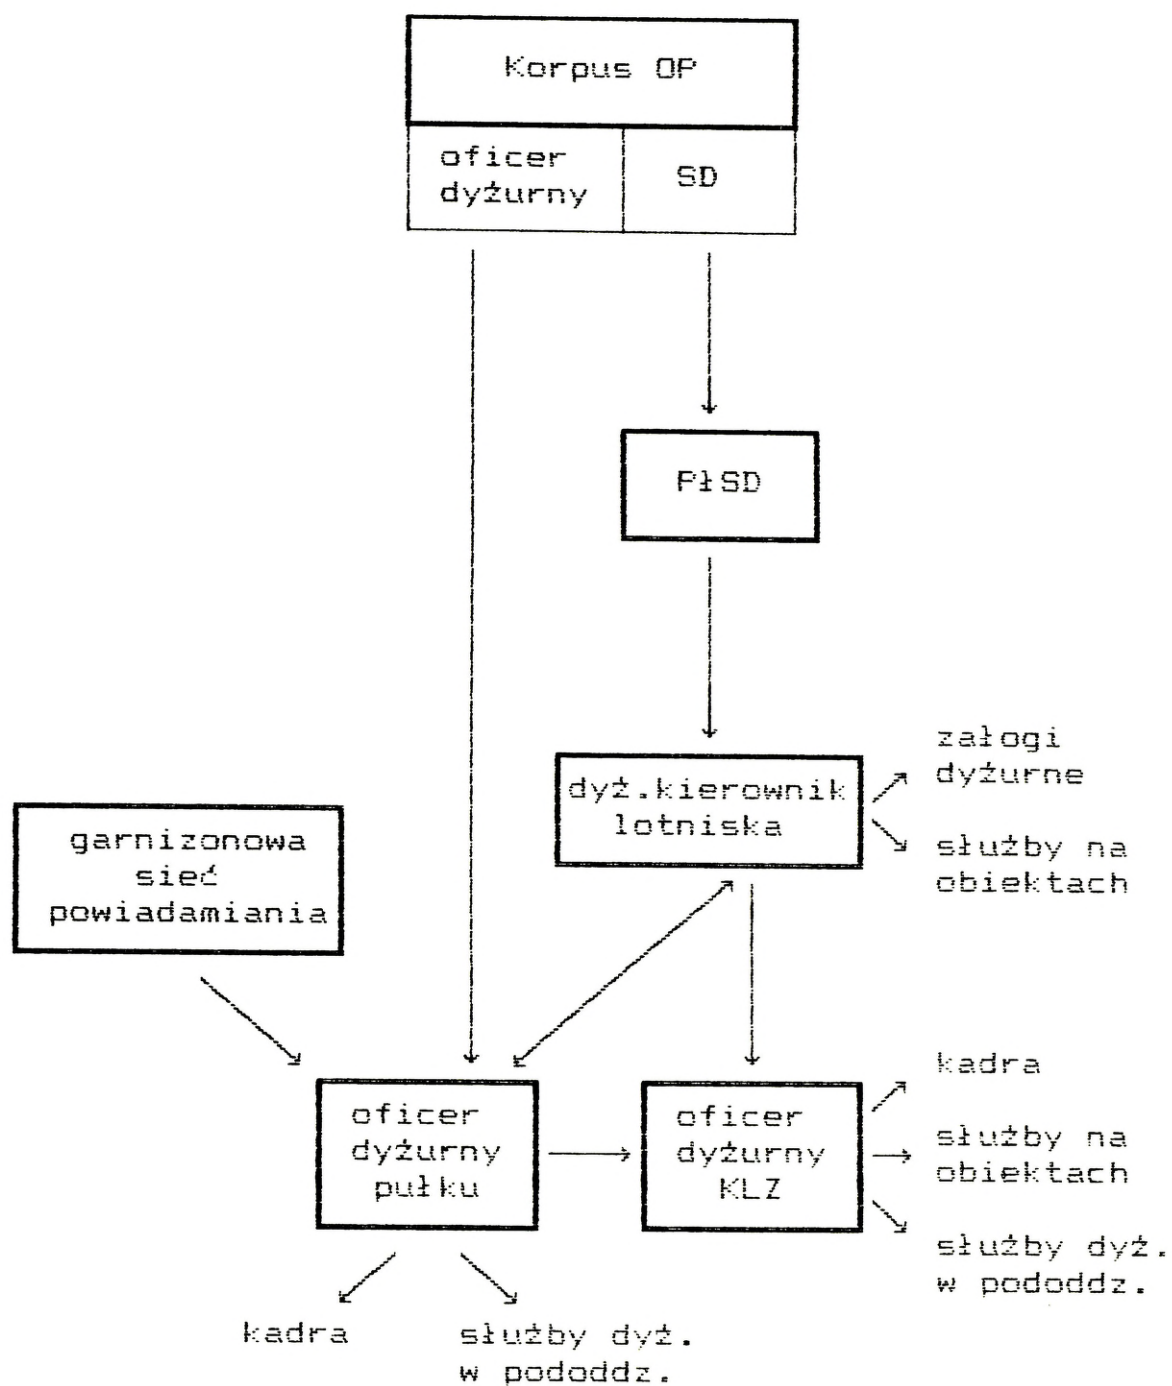 Korpus OP
oficer
dyżurny
SD
PłSD
załogi
dyżurne
dyż.kierownik
lotniska
służby na
obiektach
garnizonowa
sieć
powiadamiania
oficer
dyżurny
pułku
oficer
dyżurny
KLZ
kadra
służby na
obiektach
służby dyż.
w pododdz.
kadra
służby dyż.
w pododdz.